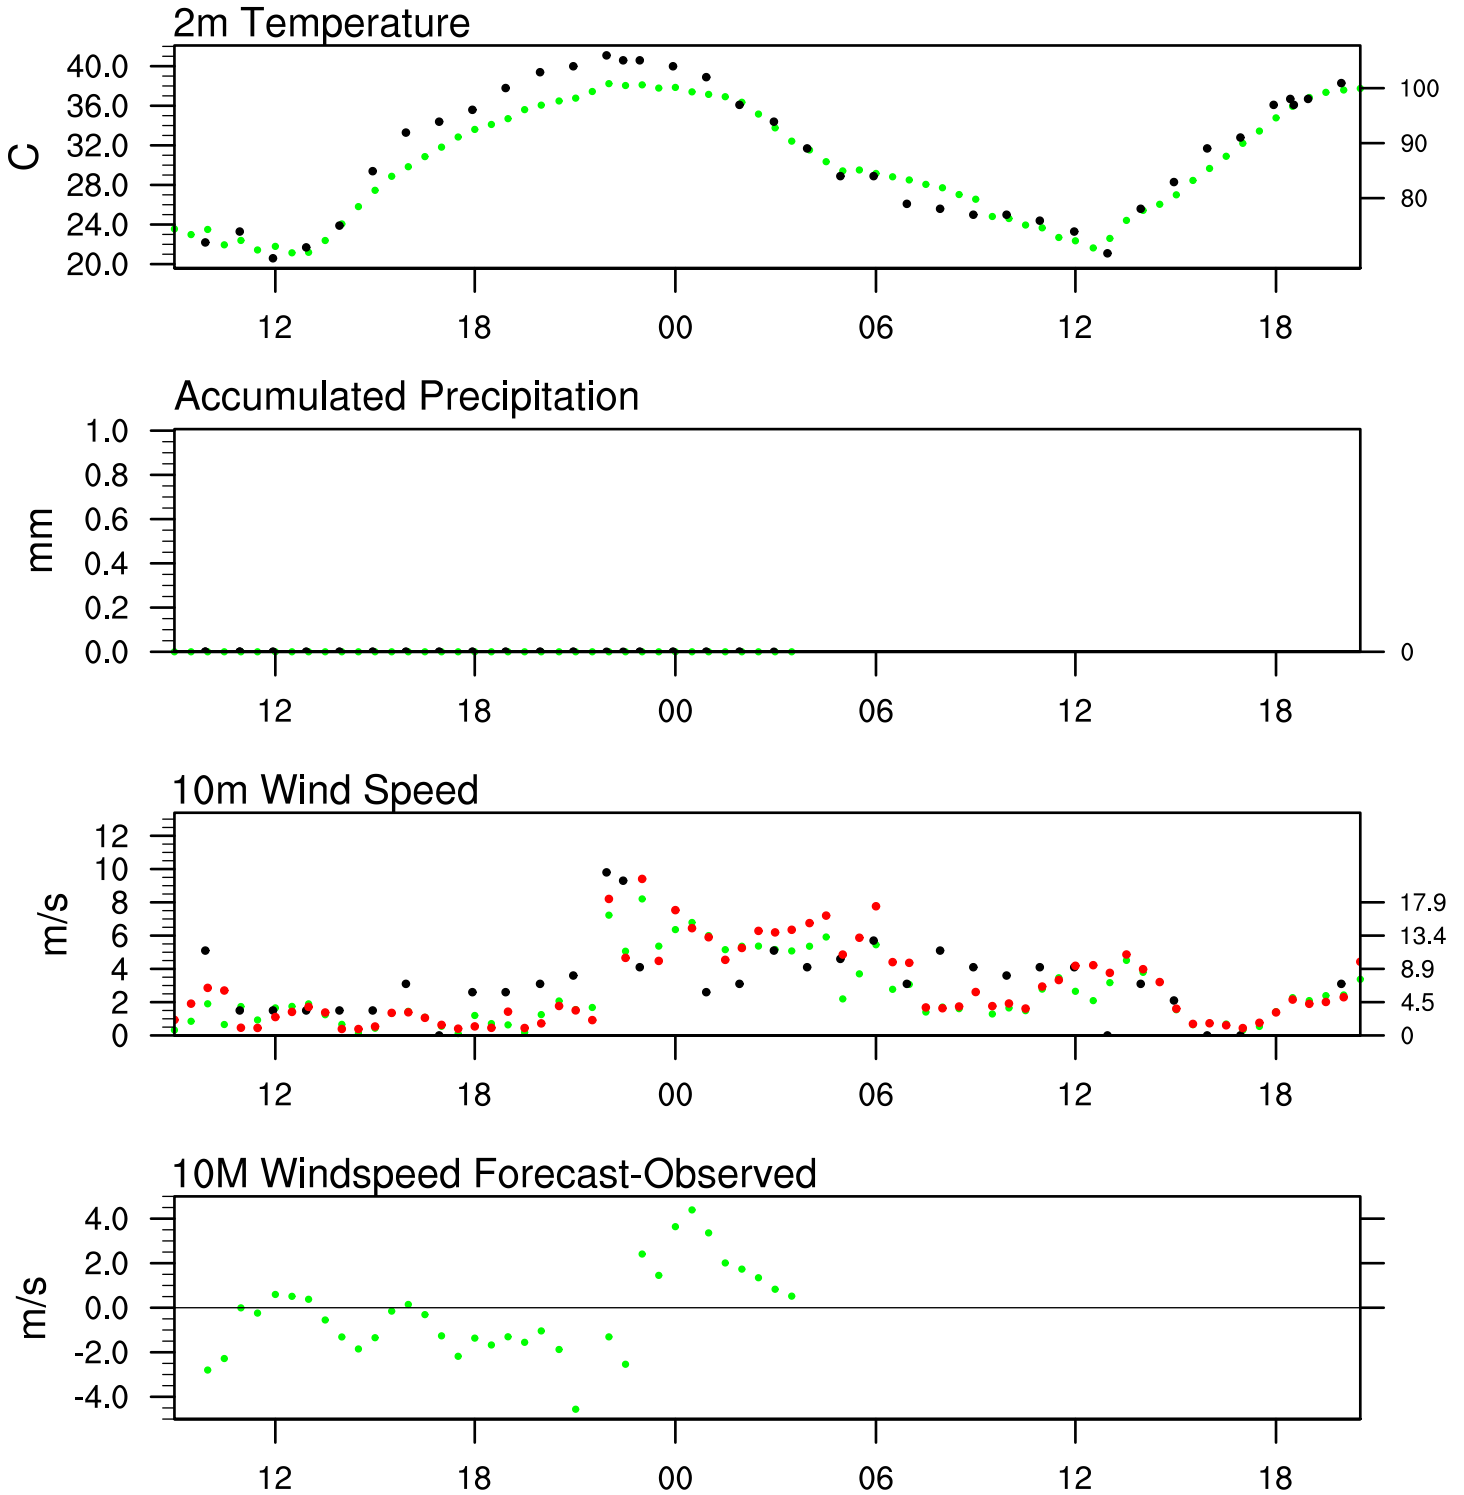 2m Temperature
40.0
36.0
32.0
28.0
24.0
20.0
C
100
90
80
12 18 00 06 12 18
Accumulated Precipitation
1.0
0.8
0.6
0.4
0.2
0.0
mm
0
12 18 00 06 12 18
10m Wind Speed
12
10
8
6
4
2
0
m/s
17.9
13.4
8.9
4.5
0
12 18 00 06 12 18
10M Windspeed Forecast-Observed
4.0
2.0
0.0
-2.0
-4.0
m/s
12 18 00 06 12 18